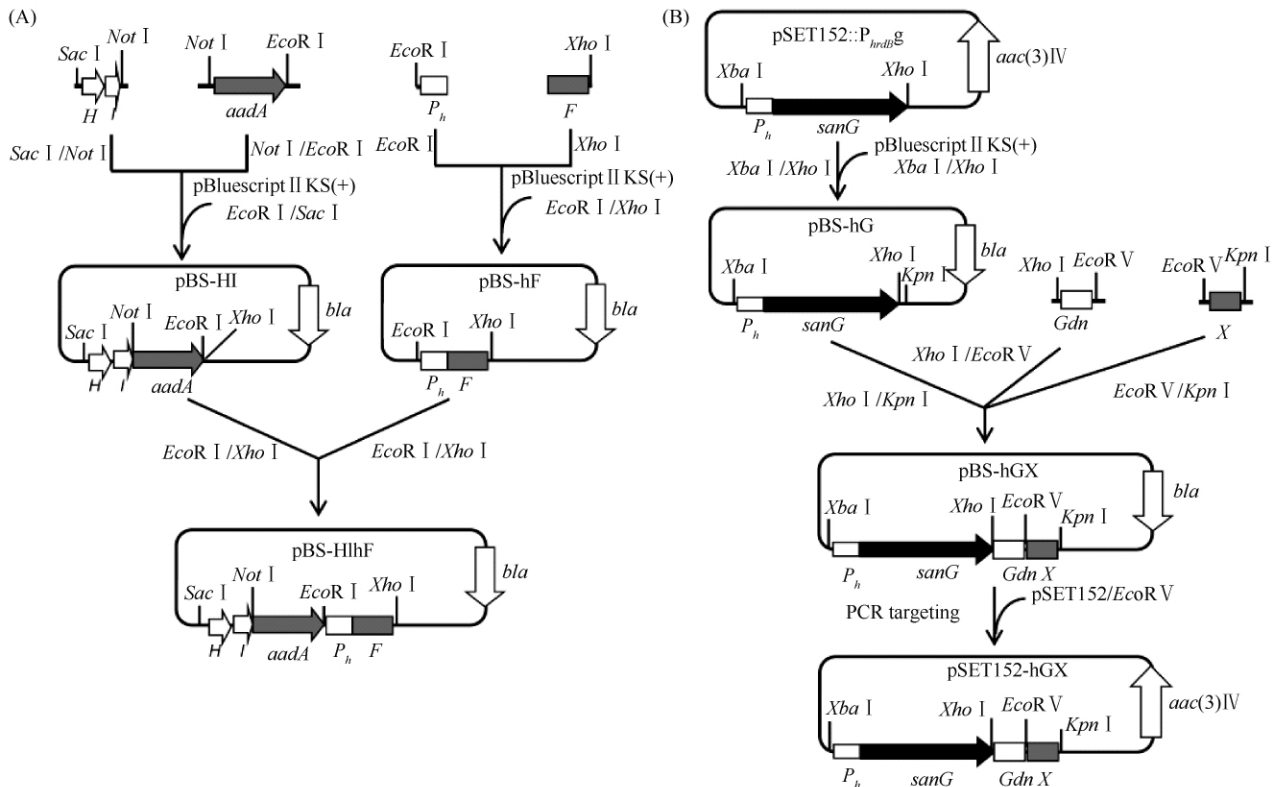 (A)
Sac Ⅰ
Not Ⅰ
H
I
Not Ⅰ
EcoR Ⅰ
aadA
EcoR Ⅰ
Ph
Xho Ⅰ
F
Sac Ⅰ/Not Ⅰ
Not Ⅰ/EcoR Ⅰ
EcoR Ⅰ
Xho Ⅰ
pBluescript Ⅱ KS(+)
EcoR Ⅰ/Sac Ⅰ
pBluescript Ⅱ KS(+)
EcoR Ⅰ/Xho Ⅰ
pBS-HI
bla
Sac Ⅰ
Not Ⅰ
EcoR Ⅰ
Xho Ⅰ
H
I
aadA
pBS-hF
bla
EcoR Ⅰ
Xho Ⅰ
Ph
F
EcoR Ⅰ/Xho Ⅰ
EcoR Ⅰ/Xho Ⅰ
pBS-HIhF
bla
Sac Ⅰ
Not Ⅰ
EcoR Ⅰ
Xho Ⅰ
H
I
aadA
Ph
F
(B)
pSET152::PhrdBg
aac(3)Ⅳ
Xba Ⅰ
Xho Ⅰ
Ph
sanG
Xba Ⅰ/Xho Ⅰ
pBluescript Ⅱ KS(+)
Xba Ⅰ/Xho Ⅰ
pBS-hG
bla
Xba Ⅰ
Xho Ⅰ
Kpn Ⅰ
Ph
sanG
Xho Ⅰ
EcoR Ⅴ
Gdn
EcoR Ⅴ
Kpn Ⅰ
X
Xho Ⅰ/Kpn Ⅰ
Xho Ⅰ/EcoR Ⅴ
EcoR Ⅴ/Kpn Ⅰ
pBS-hGX
bla
Xba Ⅰ
Xho Ⅰ
EcoR Ⅴ
Kpn Ⅰ
Ph
sanG
Gdn X
PCR targeting
pSET152/EcoR Ⅴ
pSET152-hGX
aac(3)Ⅳ
Xba Ⅰ
Xho Ⅰ
EcoR Ⅴ
Kpn Ⅰ
Ph
sanG
Gdn X